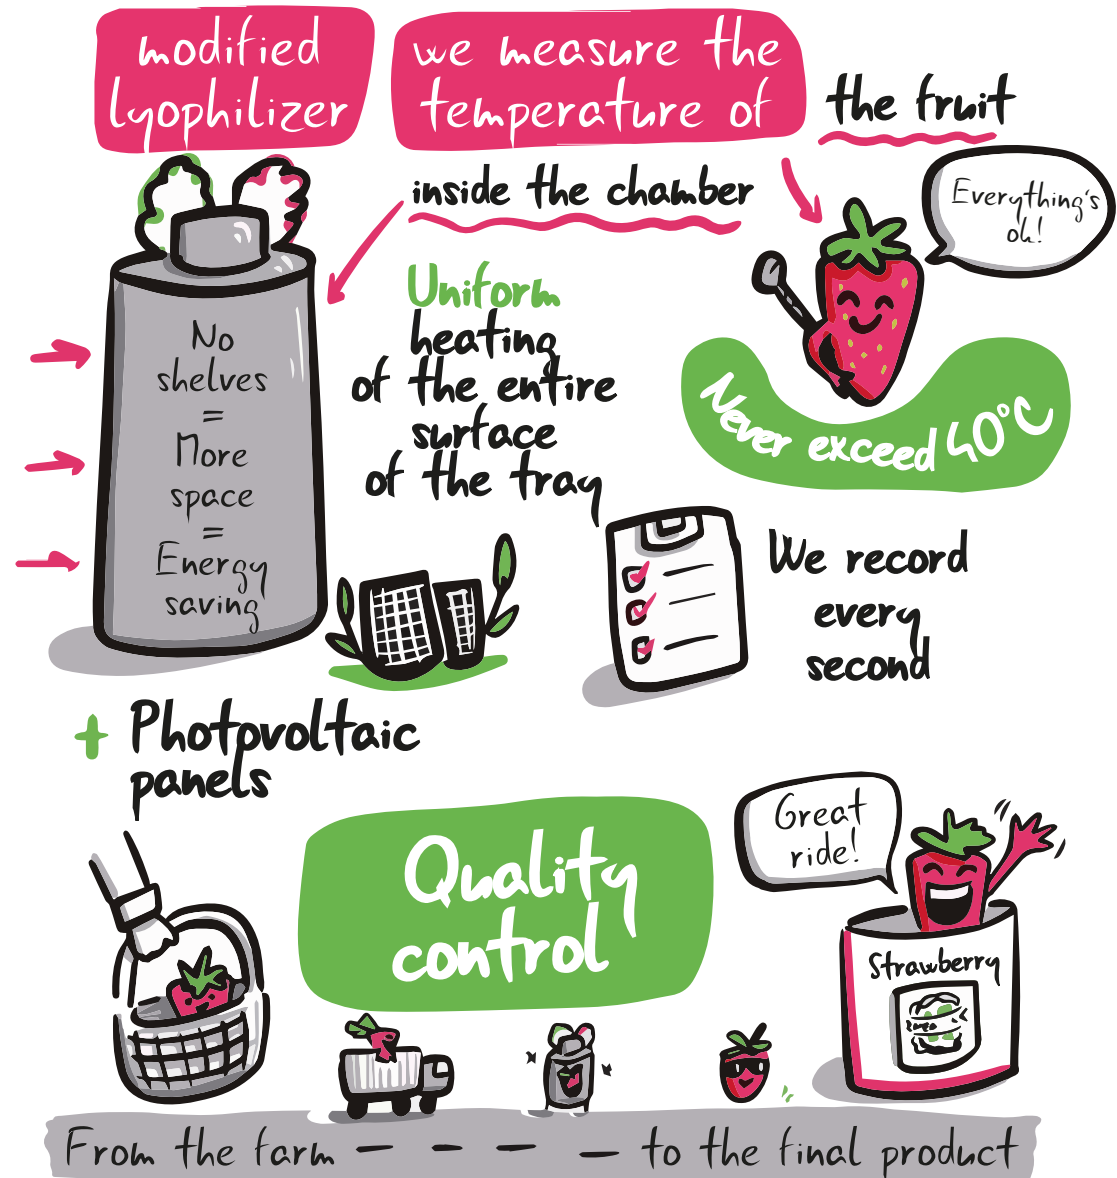 modified
lyophilizer
we measure the
temperature of
the fruit
inside the chamber
Everything's
ok!
No
shelves
=
More
space
=
Energy
saving
Uniform
heating
of the entire
surface
of the tray
Never exceed 40°C
We record
every
second
+ Photovoltaic
panels
Quality
control
Great
ride!
Strawberry
From the farm – – – – to the final product